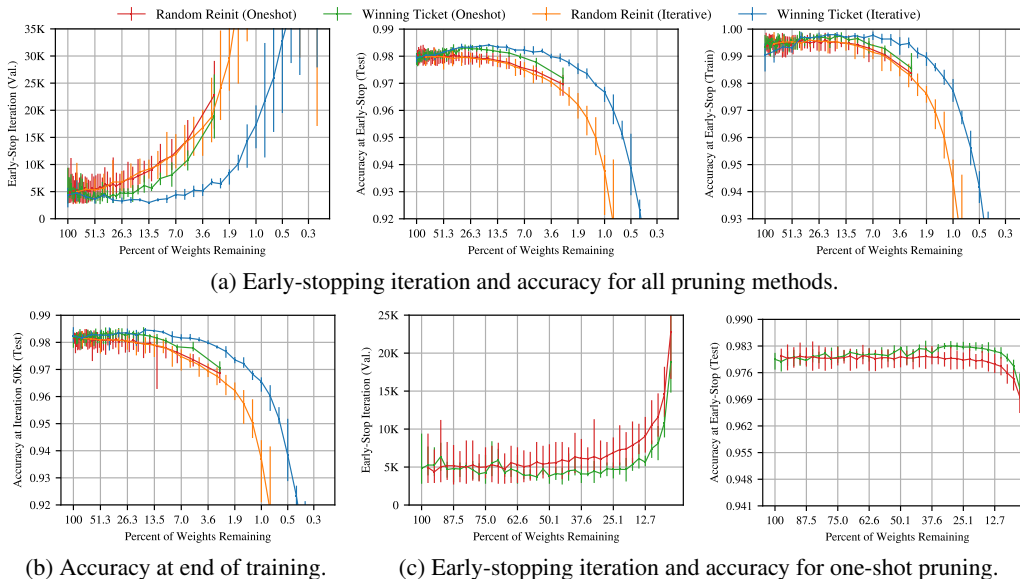 Random Reinit (Oneshot) Winning Ticket (Oneshot) Random Reinit (Iterative) Winning Ticket (Iterative)
Early-Stop Iteration (Val.)
35K
30K
25K
20K
15K
10K
5K
0
100 51.3 26.3 13.5 7.0 3.6 1.9 1.0 0.5 0.3
Percent of Weights Remaining
Accuracy at Early-Stop (Test)
0.99
0.98
0.97
0.96
0.95
0.94
0.93
0.92
100 51.3 26.3 13.5 7.0 3.6 1.9 1.0 0.5 0.3
Percent of Weights Remaining
Accuracy at Early-Stop (Train)
1.00
0.99
0.98
0.97
0.96
0.95
0.94
0.93
100 51.3 26.3 13.5 7.0 3.6 1.9 1.0 0.5 0.3
Percent of Weights Remaining
(a) Early-stopping iteration and accuracy for all pruning methods.
Accuracy at Iteration 50K (Test)
0.99
0.98
0.97
0.96
0.95
0.94
0.93
0.92
100 51.3 26.3 13.5 7.0 3.6 1.9 1.0 0.5 0.3
Percent of Weights Remaining
Early-Stop Iteration (Val.)
25K
20K
15K
10K
5K
0
100 87.5 75.0 62.6 50.1 37.6 25.1 12.7
Percent of Weights Remaining
Accuracy at Early-Stop (Test)
0.990
0.983
0.976
0.969
0.962
0.955
0.948
0.941
100 87.5 75.0 62.6 50.1 37.6 25.1 12.7
Percent of Weights Remaining
(b) Accuracy at end of training.
(c) Early-stopping iteration and accuracy for one-shot pruning.